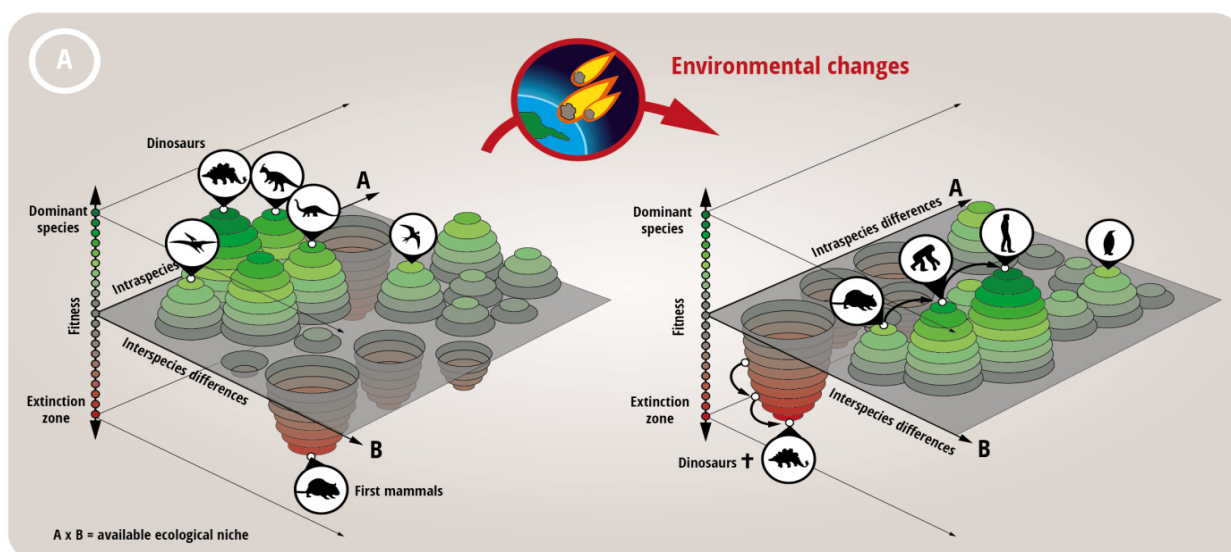 A
Environmental changes
Dinosaurs
A
Dominant
species
Intraspecies
Fitness
Interspecies differences
Extinction
zone
B
First mammals
A x B = available ecological niche
A
Dominant
species
Intraspecies differences
Fitness
Interspecies differences
Extinction
zone
B
Dinosaurs ✝